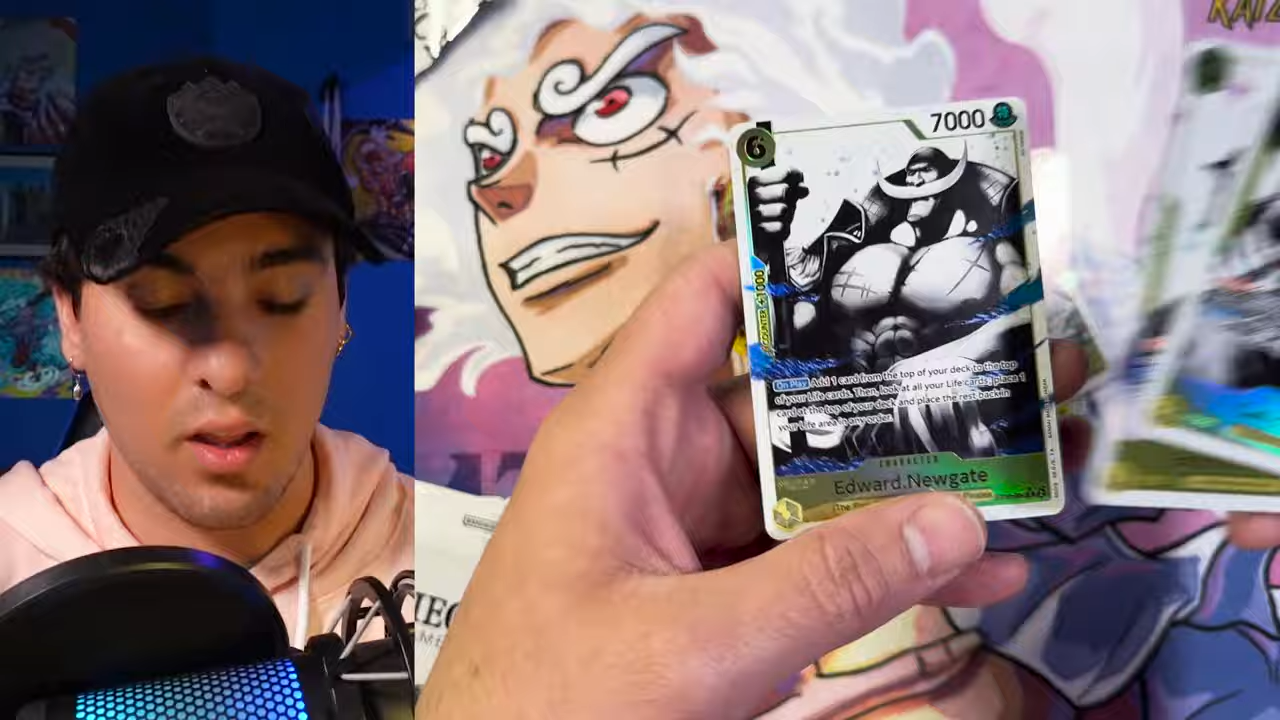 KAIZ
6
7000
COUNTER +1000
On Play Add 1 card from the top of your deck to the top
of your Life cards. Then, look at all your Life cards; place 1
card at the top of your deck and place the rest back in
your Life area in any order.
CHARACTER
Edward.Newgate